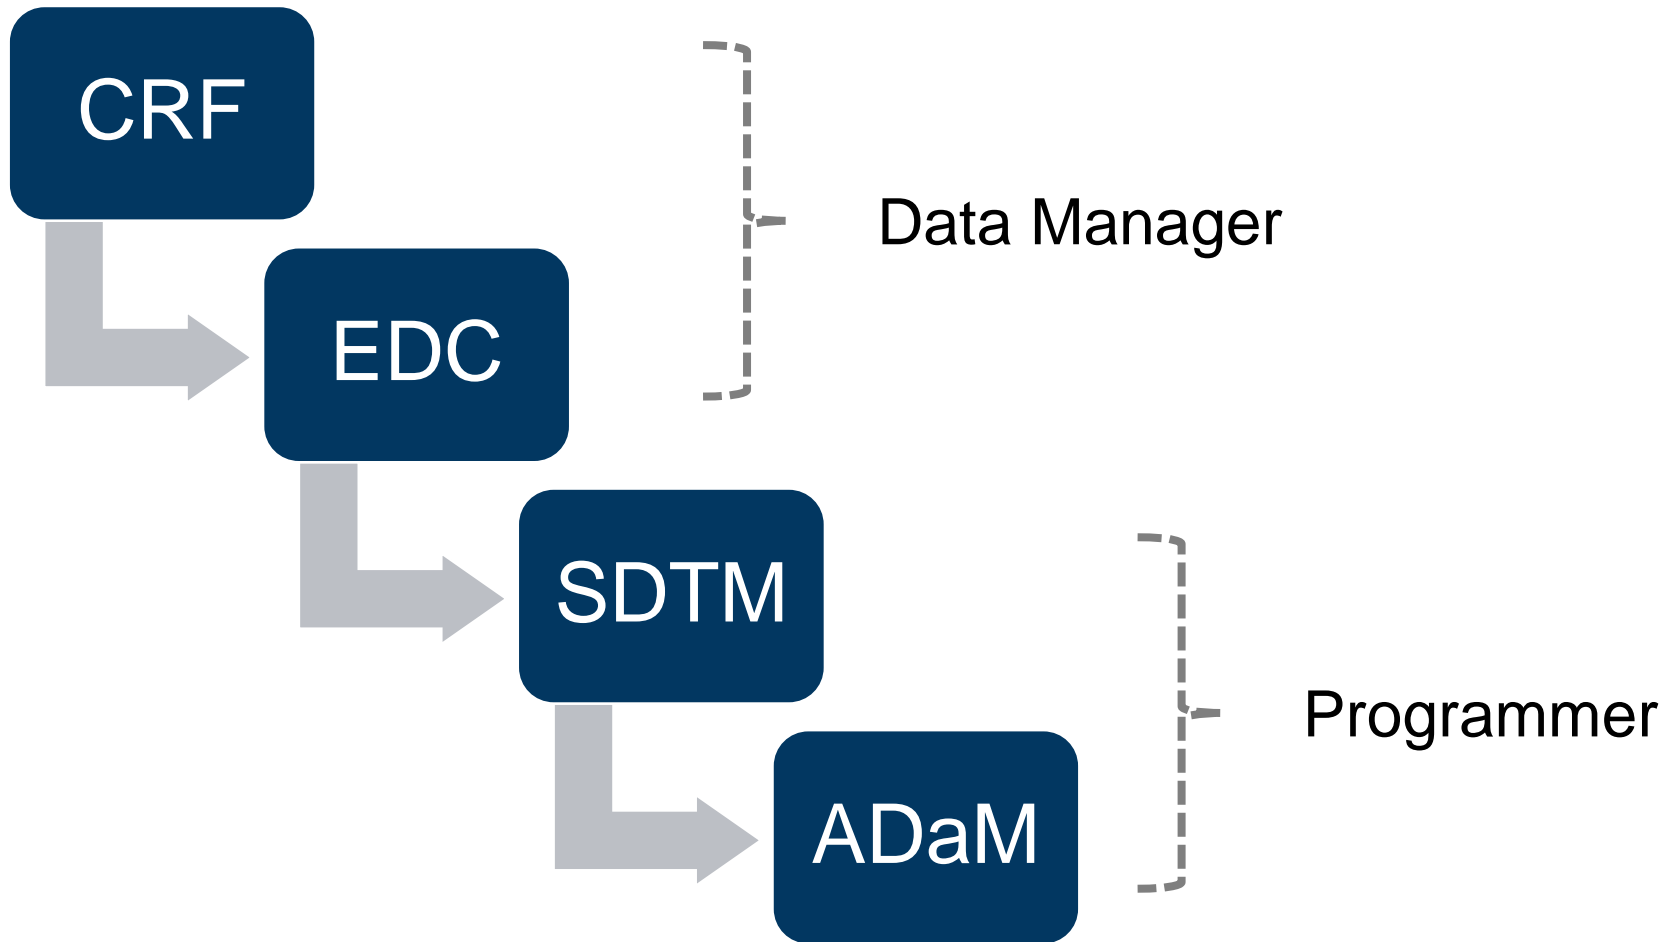 CRF
Data Manager
EDC
SDTM
Programmer
ADaM